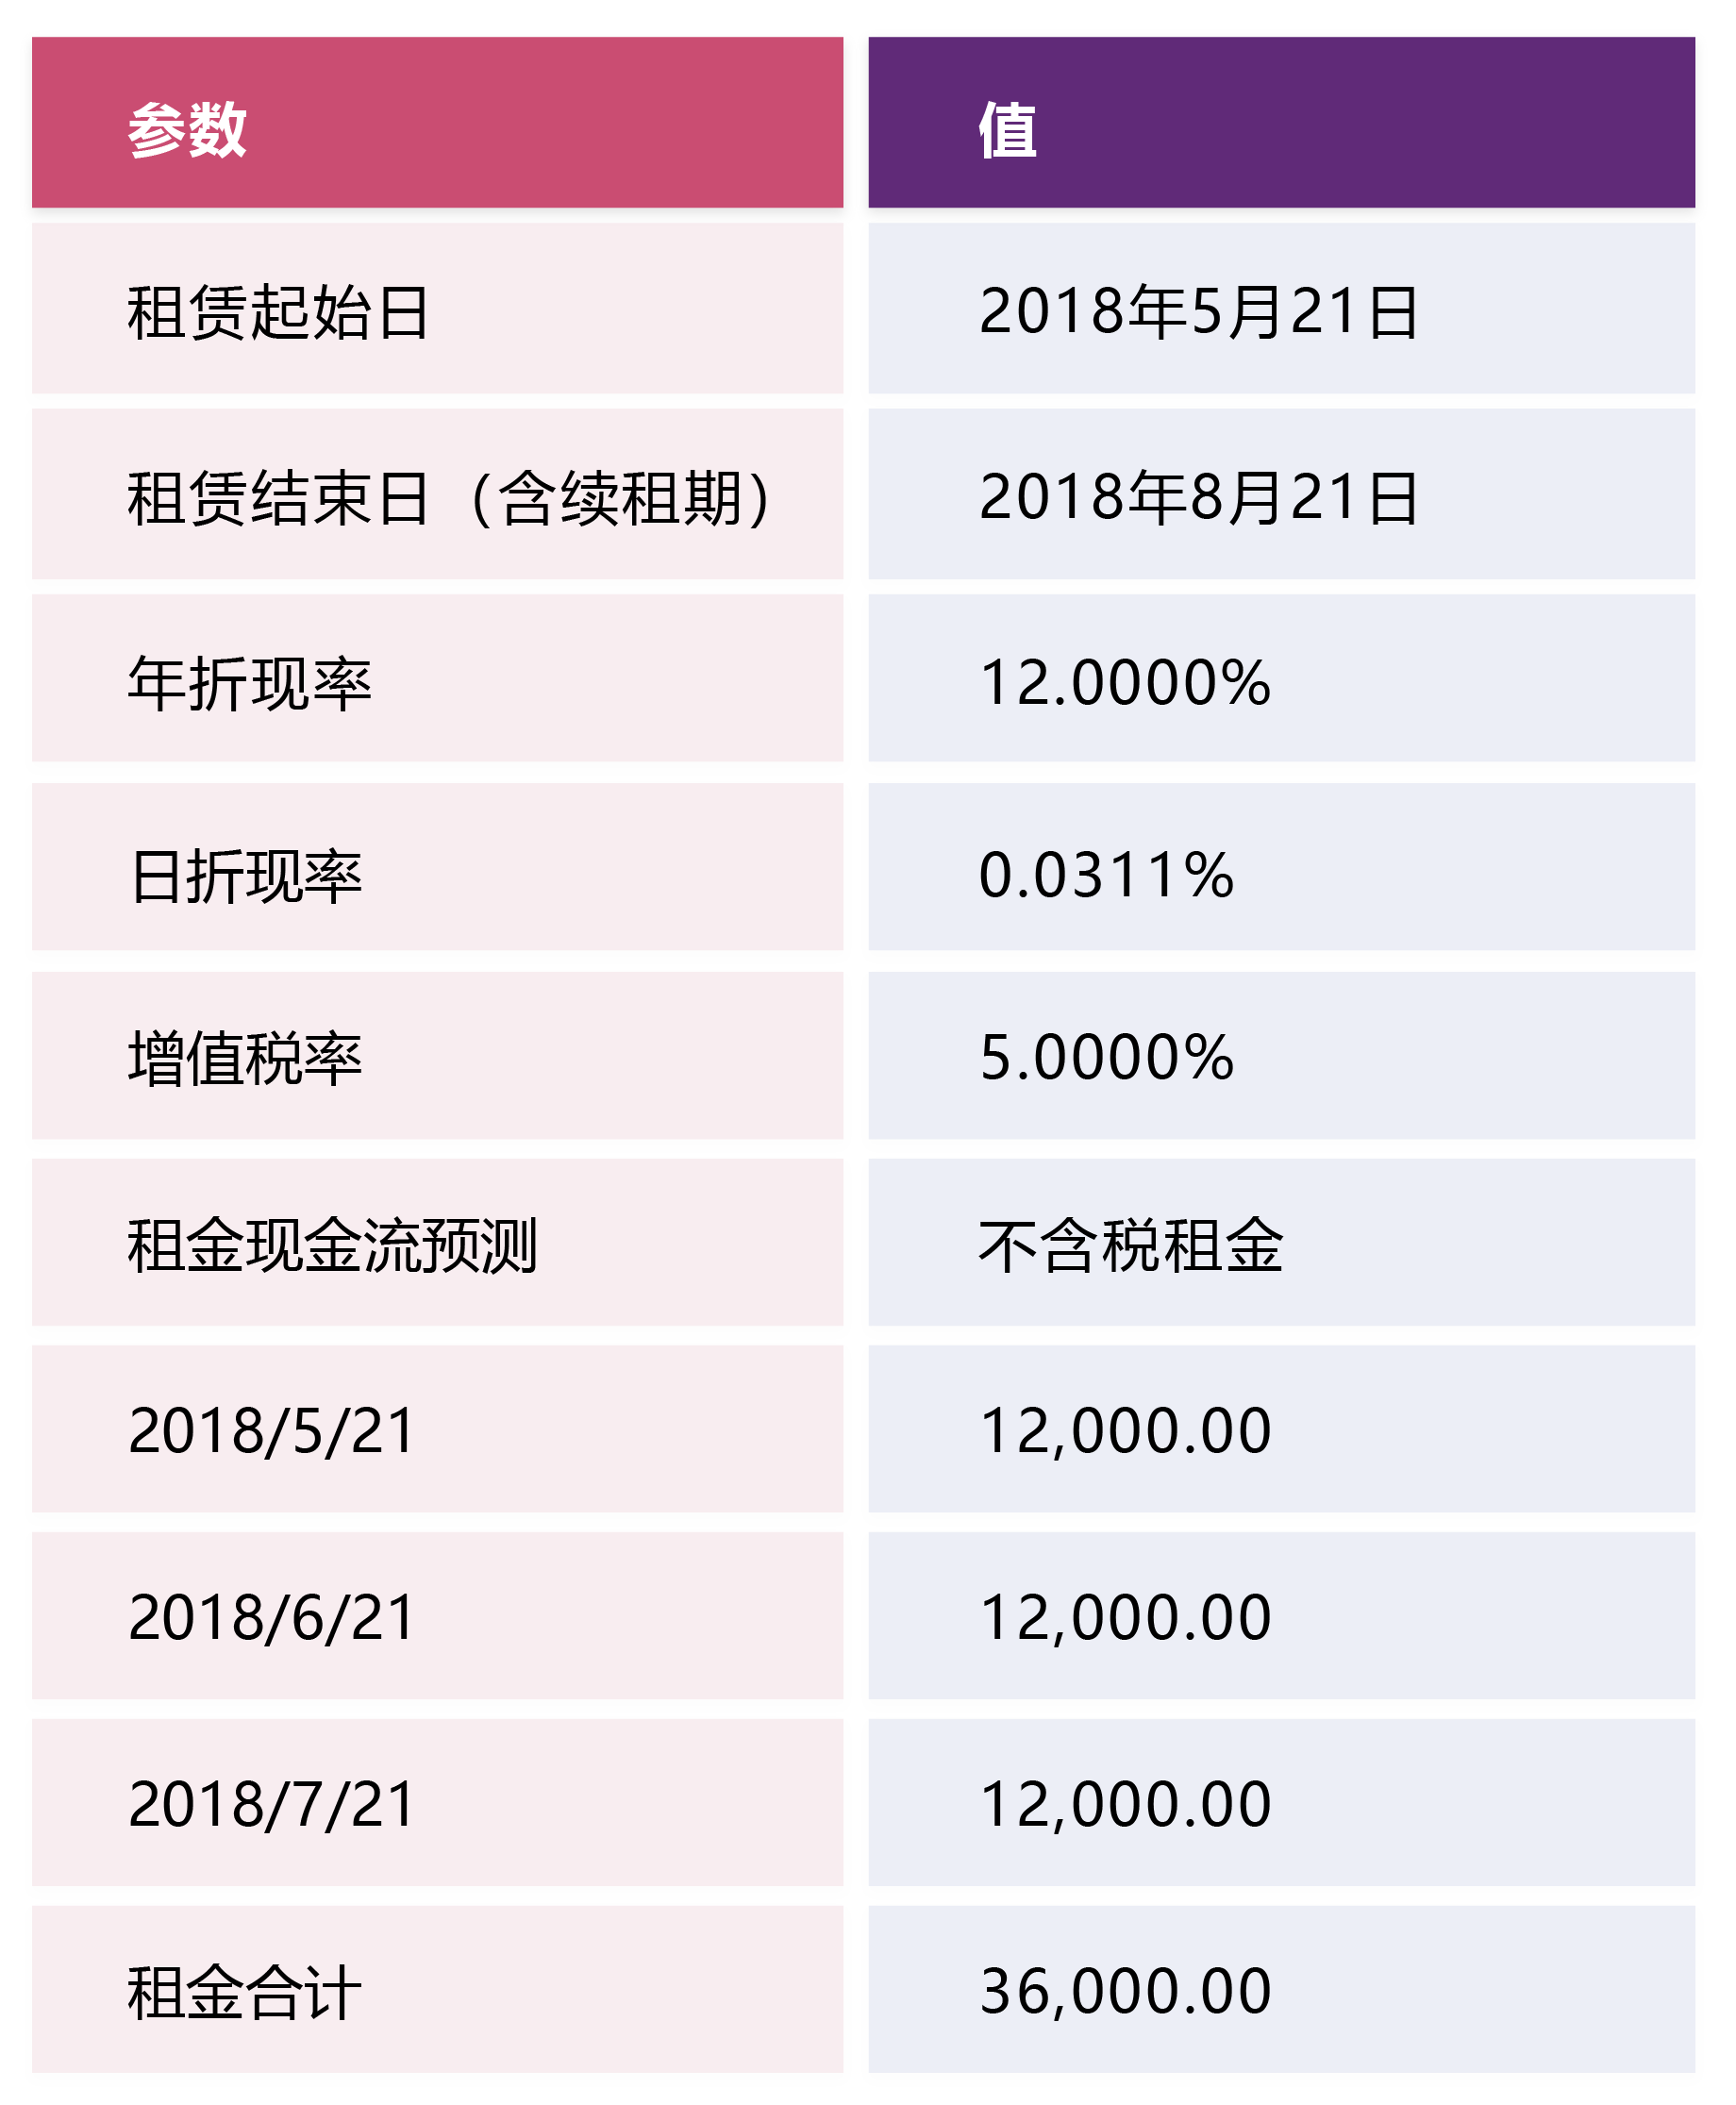 参数 值
租赁起始日 2018年5月21日
租赁结束日（含续租期） 2018年8月21日
年折现率 12.0000%
日折现率 0.0311%
增值税率 5.0000%
租金现金流预测 不含税租金
2018/5/21 12,000.00
2018/6/21 12,000.00
2018/7/21 12,000.00
租金合计 36,000.00